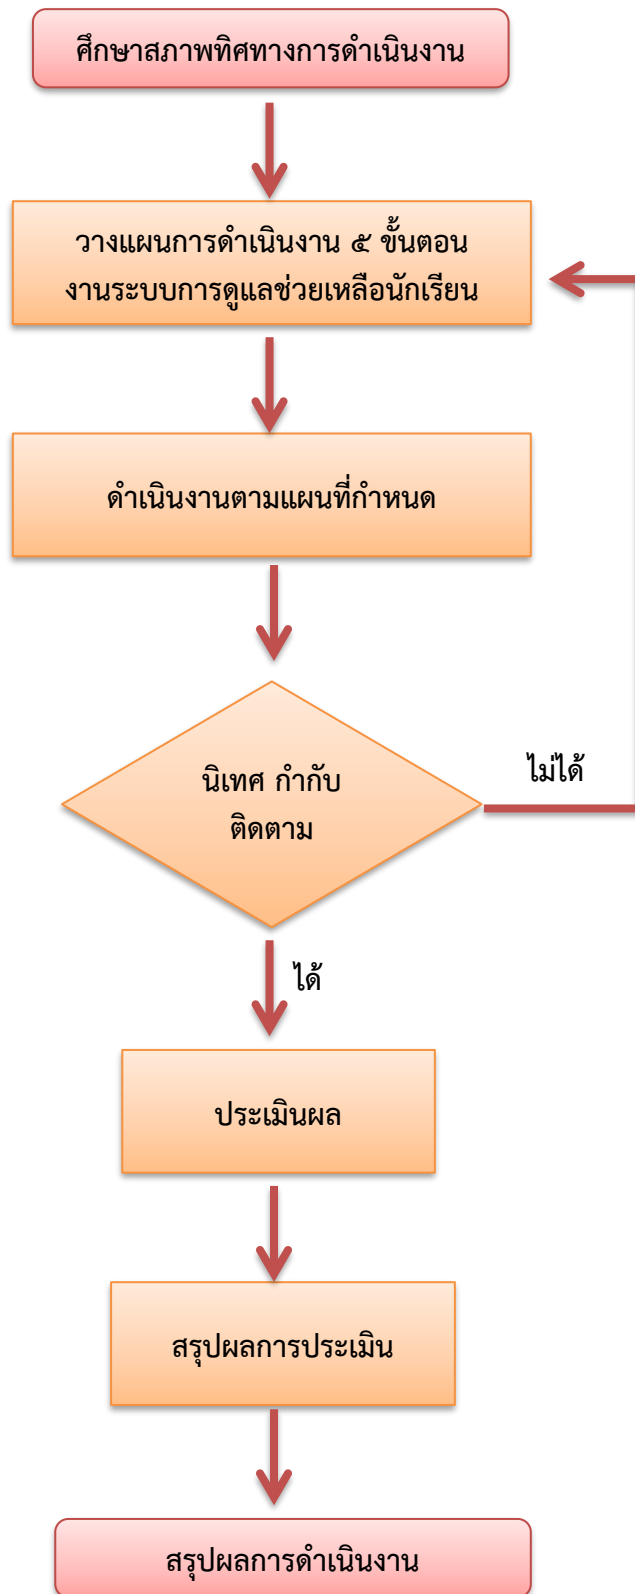 ศึกษาสภาพทิศทางการดำเนินงาน
วางแผนการดำเนินงาน ๕ ขั้นตอน
งานระบบการดูแลช่วยเหลือนักเรียน
ดำเนินงานตามแผนที่กำหนด
นิเทศ กำกับ
ติดตาม
ไม่ได้
ได้
ประเมินผล
สรุปผลการประเมิน
สรุปผลการดำเนินงาน